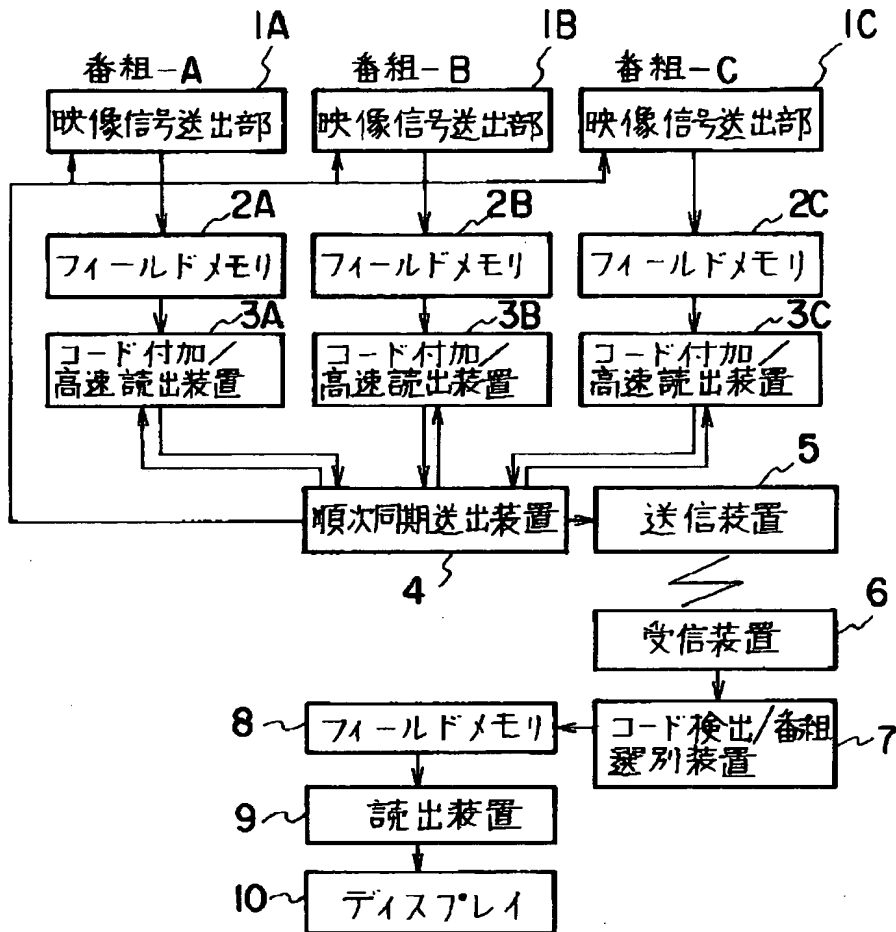 1A 1B 1C
番組-A 番組-B 番組-C
映像信号送出部 映像信号送出部 映像信号送出部
2A 2B 2C
フィールドメモリ フィールドメモリ フィールドメモリ
3A 3B 3C
コード付加/ コード付加/ コード付加/
高速読出装置 高速読出装置 高速読出装置
5
順次同期送出装置 送信装置
4
6
受信装置
8 フィールドメモリ コード検出/番組
選別装置 7
9 読出装置
10 ディスプレイ